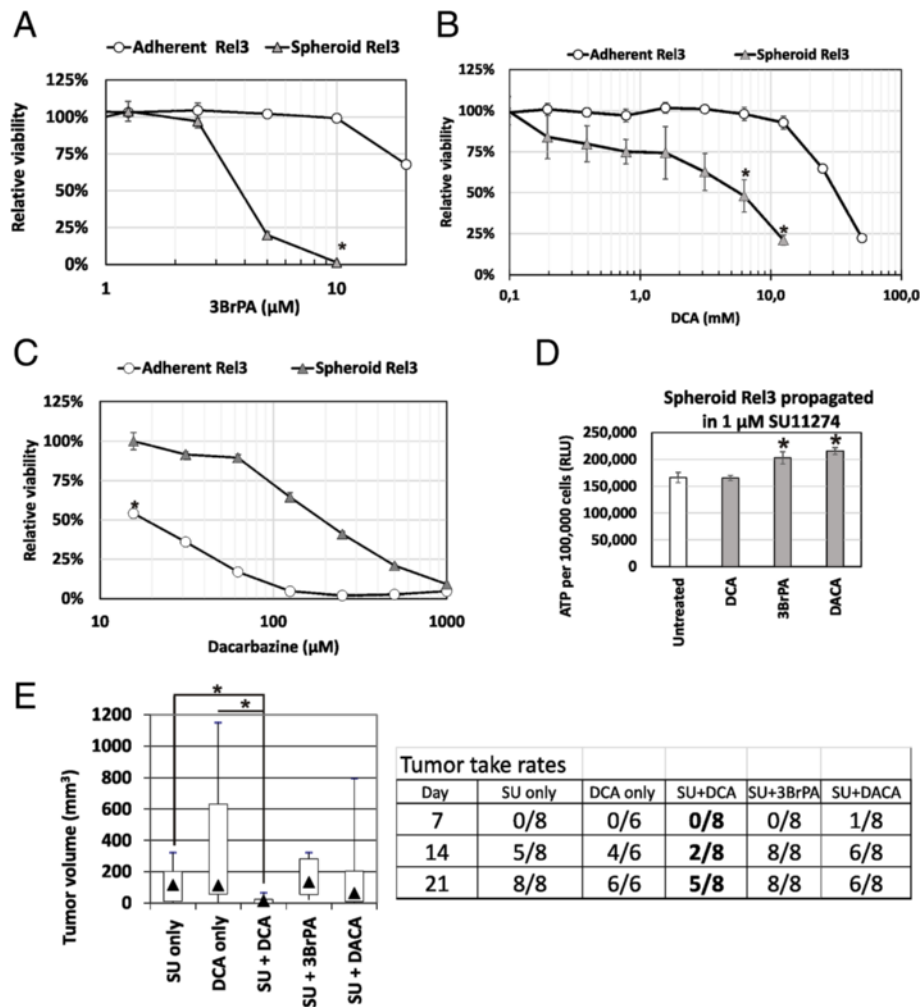 A
Adherent Rel3 Spheroid Rel3
125%
100%
75%
50%
25%
0%
Relative viability
*
1 10
3BrPA (µM)
B
Adherent Rel3 Spheroid Rel3
125%
100%
75%
50%
25%
0%
Relative viability
*
*
0,1 1,0 10,0 100,0
DCA (mM)
C
Adherent Rel3 Spheroid Rel3
125%
100%
75%
50%
25%
0%
Relative viability
*
10 100 1000
Dacarbazine (µM)
D
Spheroid Rel3 propagated
in 1 µM SU11274
250,000
200,000
150,000
100,000
50,000
0
ATP per 100,000 cells (RLU)
* *
Untreated DCA 3BrPA DACA
E
*
*
1200
1000
800
600
400
200
0
Tumor volume (mm³)
SU only DCA only SU + DCA SU + 3BrPA SU + DACA
Tumor take rates
Day SU only DCA only SU+DCA SU+3BrPA SU+DACA
7 0/8 0/6 0/8 0/8 1/8
14 5/8 4/6 2/8 8/8 6/8
21 8/8 6/6 5/8 8/8 6/8